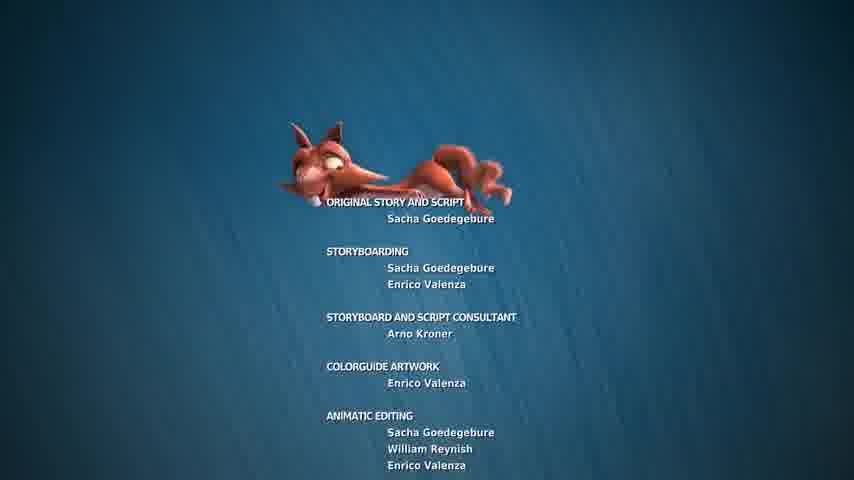 ORIGINAL STORY AND SCRIPT
Sacha Goedegebure
STORYBOARDING
Sacha Goedegebure
Enrico Valenza
STORYBOARD AND SCRIPT CONSULTANT
Arno Kroner
COLORGUIDE ARTWORK
Enrico Valenza
ANIMATIC EDITING
Sacha Goedegebure
William Reynish
Enrico Valenza